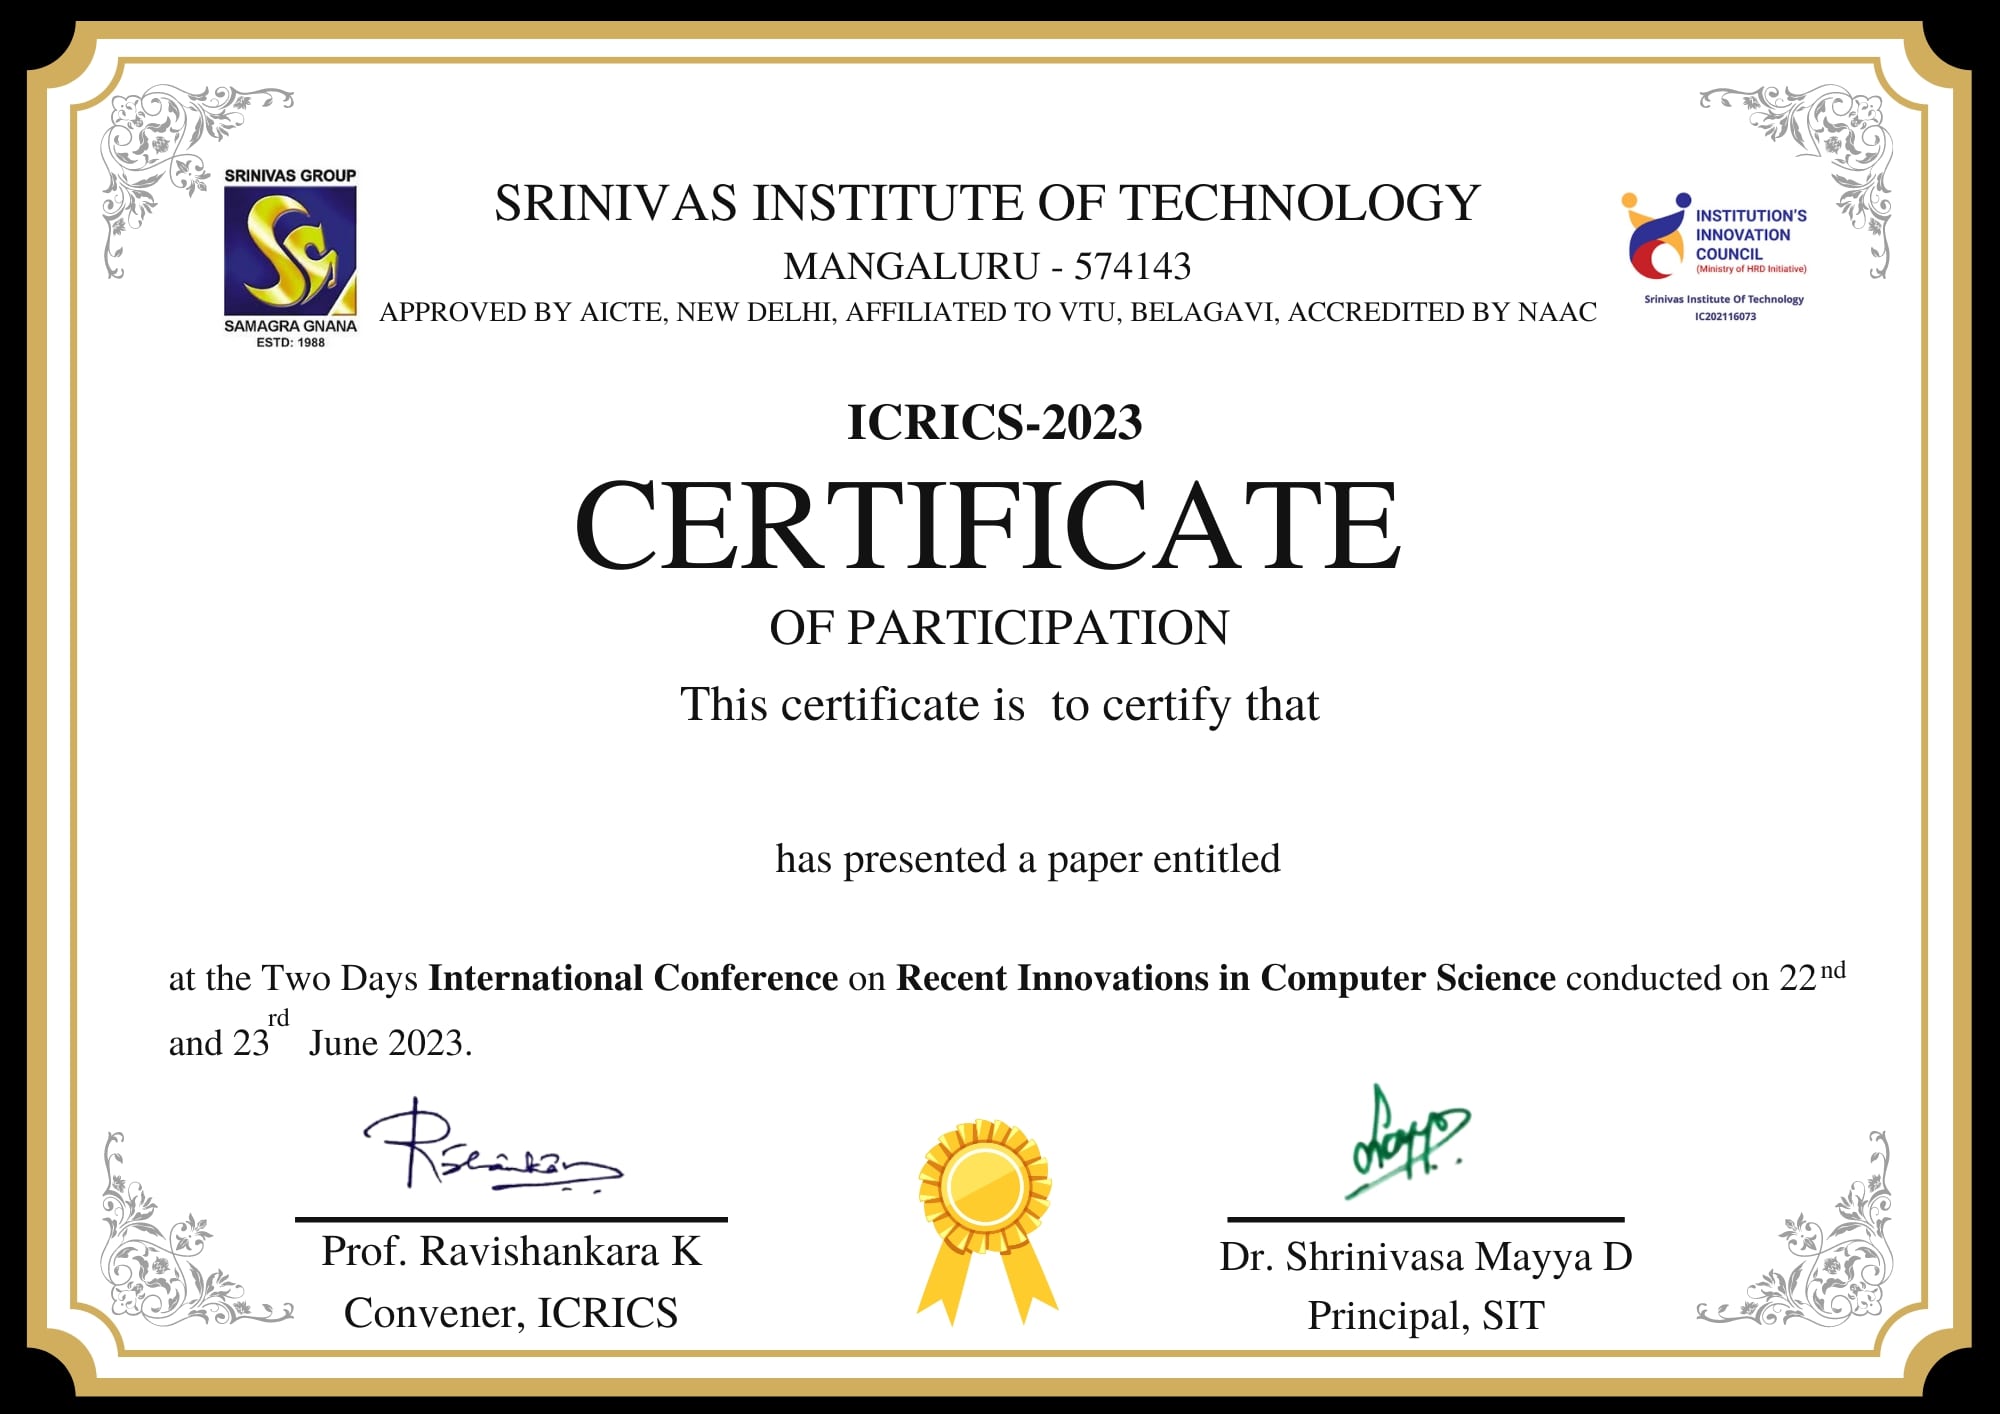 SRINIVAS GROUP
SAMAGRA GNANA
ESTD: 1988
SRINIVAS INSTITUTE OF TECHNOLOGY
MANGALURU - 574143
APPROVED BY AICTE, NEW DELHI, AFFILIATED TO VTU, BELAGAVI, ACCREDITED BY NAAC
INSTITUTION'S
INNOVATION
COUNCIL
(Ministry of HRD Initiative)
Srinivas Institute Of Technology
IC202116073
ICRICS-2023
CERTIFICATE
OF PARTICIPATION
This certificate is  to certify that
has presented a paper entitled
at the Two Days International Conference on Recent Innovations in Computer Science conducted on 22nd
and 23rd June 2023.
Prof. Ravishankara K
Convener, ICRICS
Dr. Shrinivasa Mayya D
Principal, SIT